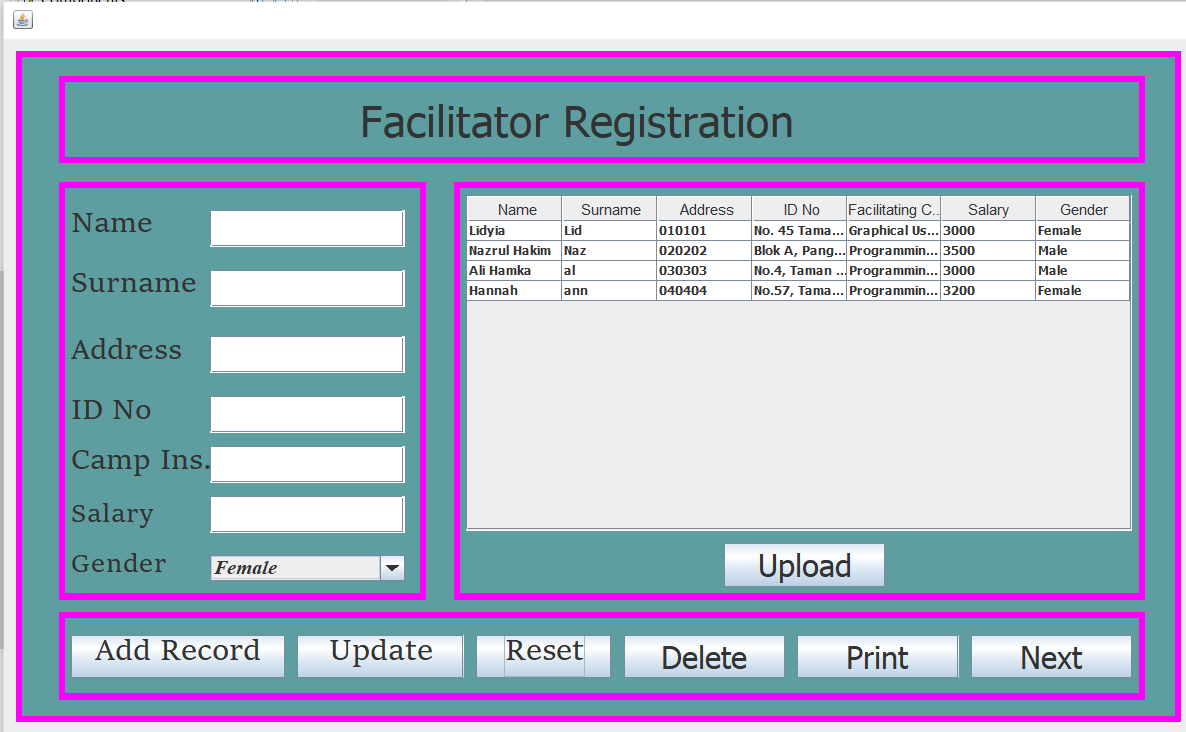 Facilitator Registration
Name
Surname
Address
ID No
Camp Ins.
Salary
Gender Female
Name Surname Address ID No Facilitating C... Salary Gender
Lidyia Lid 010101 No. 45 Tama... Graphical Us... 3000 Female
Nazrul Hakim Naz 020202 Blok A, Pang... Programmin... 3500 Male
Ali Hamka al 030303 No.4, Taman ... Programmin... 3000 Male
Hannah ann 040404 No.57, Tama... Programmin... 3200 Female
Upload
Add Record Update Reset Delete Print Next